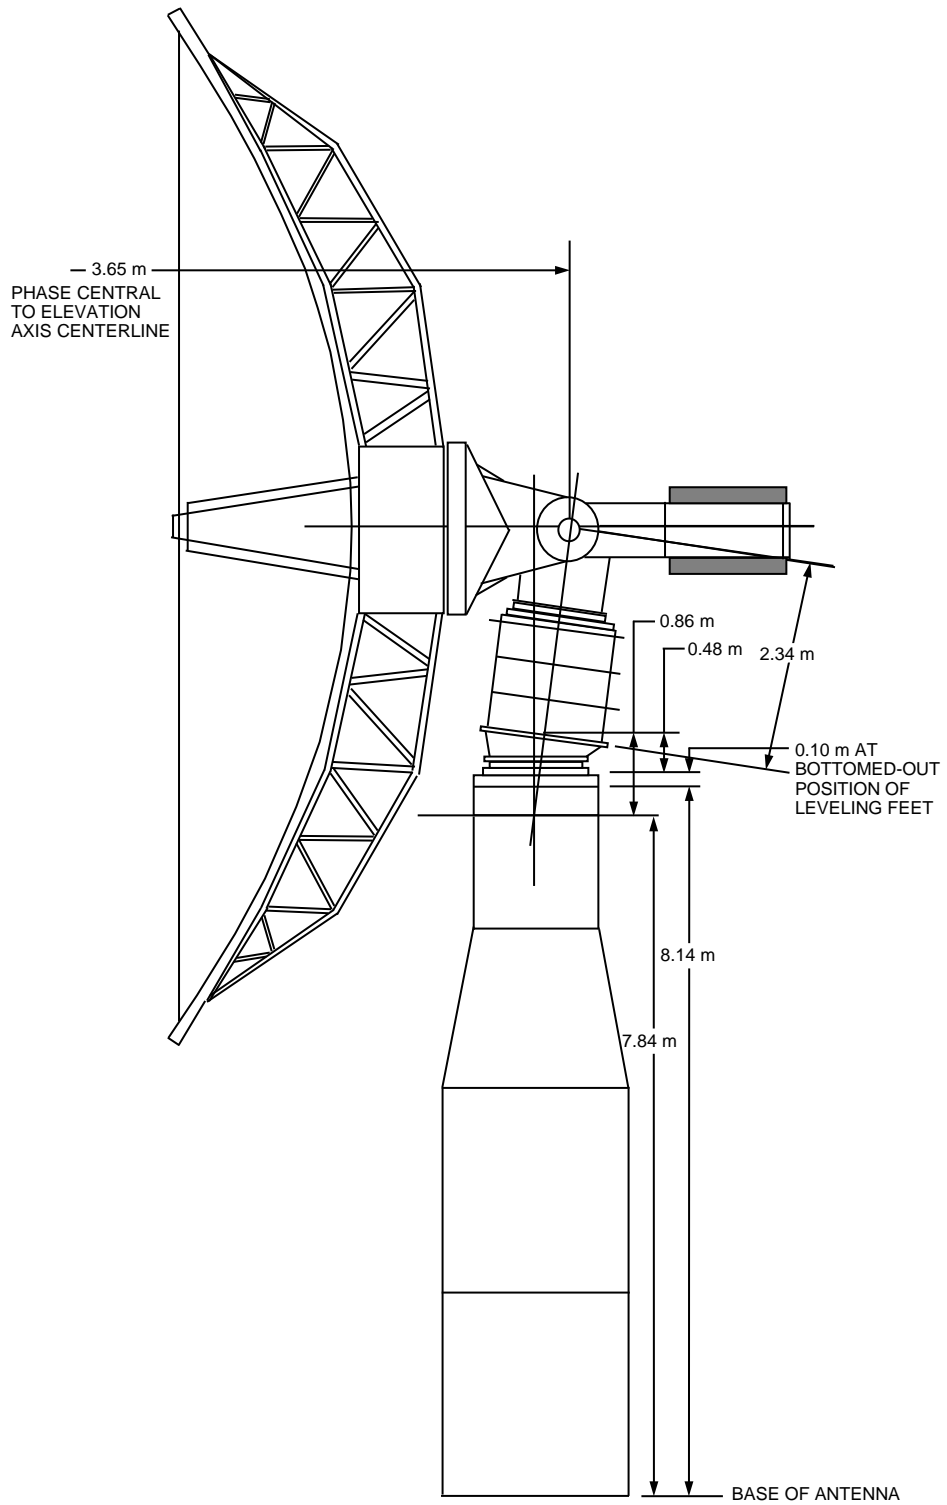 3.65 m
PHASE CENTRAL
TO ELEVATION
AXIS CENTERLINE
0.86 m
0.48 m
2.34 m
0.10 m AT
BOTTOMED-OUT
POSITION OF
LEVELING FEET
8.14 m
7.84 m
BASE OF ANTENNA